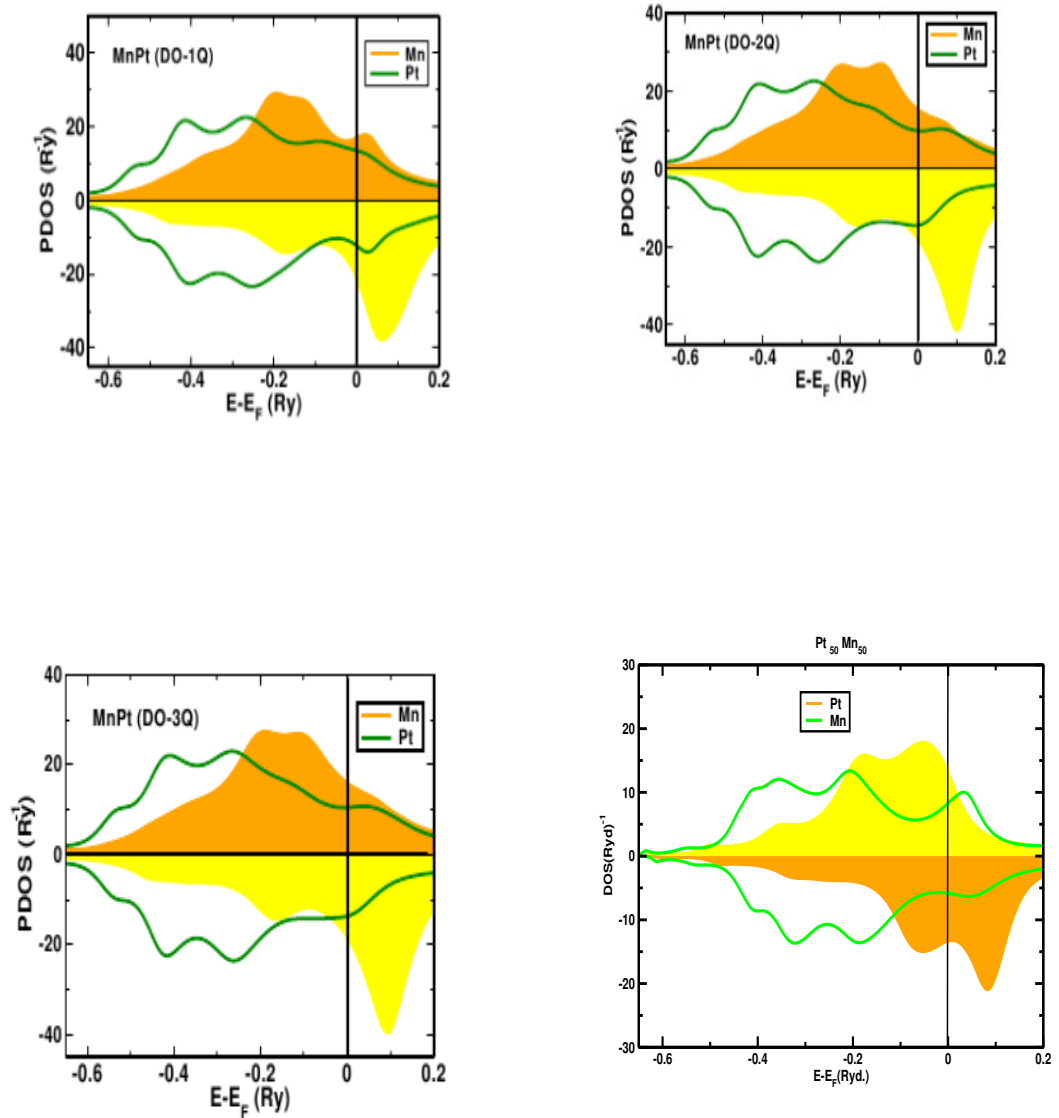 MnPt (DO-1Q)
Mn
Pt
40
20
0
-20
-40
PDOS (Ry⁻¹)
-0.6 -0.4 -0.2 0 0.2
E-E_F (Ry)
MnPt (DO-2Q)
Mn
Pt
40
20
0
-20
-40
PDOS (Ry⁻¹)
-0.6 -0.4 -0.2 0 0.2
E-E_F (Ry)
MnPt (DO-3Q)
Mn
Pt
40
20
0
-20
-40
PDOS (Ry⁻¹)
-0.6 -0.4 -0.2 0 0.2
E-E_F (Ry)
Pt₅₀ Mn₅₀
Pt
Mn
30
20
10
0
-10
-20
-30
DOS(Ryd)⁻¹
-0.6 -0.4 -0.2 0 0.2
E-E_F(Ryd.)